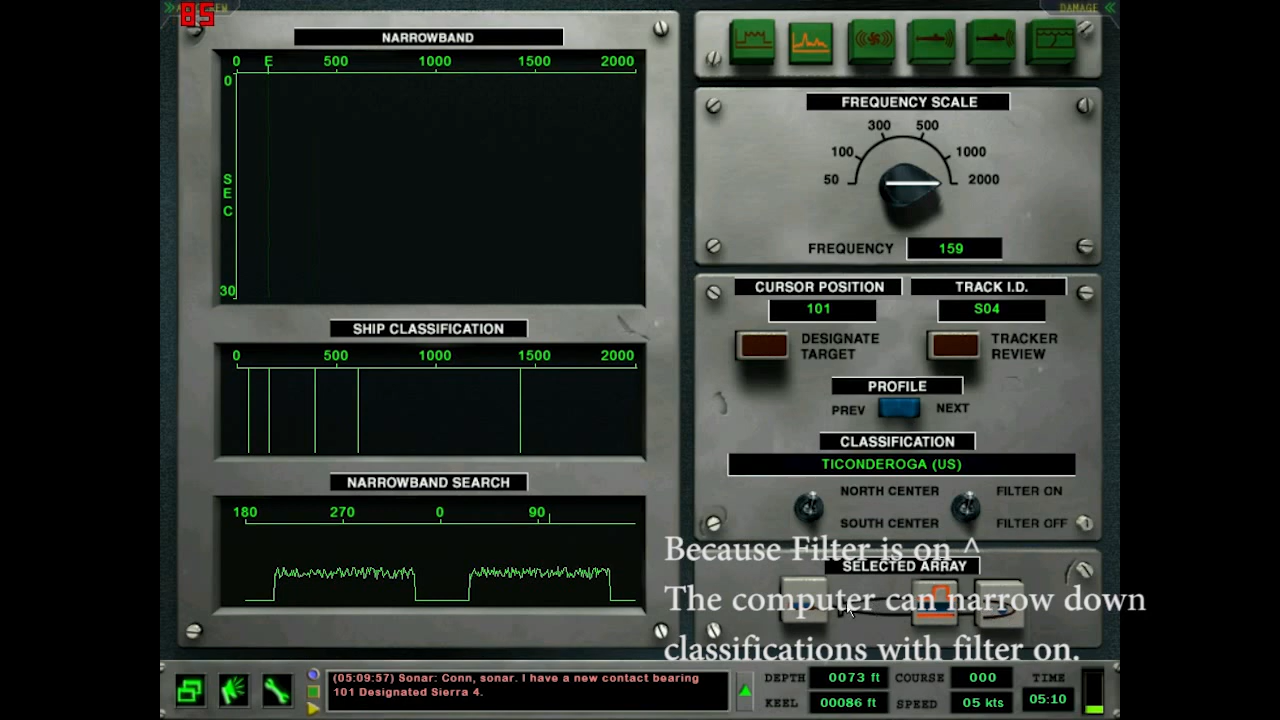 85
DAMAGE
NARROWBAND
0 E 500 1000 1500 2000
0
SEC
30
SHIP CLASSIFICATION
0 500 1000 1500 2000
NARROWBAND SEARCH
180 270 0 90
FREQUENCY SCALE
50 100 300 500 1000 2000
FREQUENCY 159
CURSOR POSITION TRACK I.D.
101 S04
DESIGNATE TARGET TRACKER REVIEW
PROFILE
PREV NEXT
CLASSIFICATION
TICONDEROGA (US)
NORTH CENTER FILTER ON
SOUTH CENTER FILTER OFF
Because Filter is on ^
SELECTED ARRAY
The computer can narrow down
classifications with filter on.
(05:09:57) Sonar: Conn, sonar. I have a new contact bearing
101 Designated Sierra 4.
DEPTH 0073 ft COURSE 000 TIME
KEEL 00086 ft SPEED 05 kts 05:10